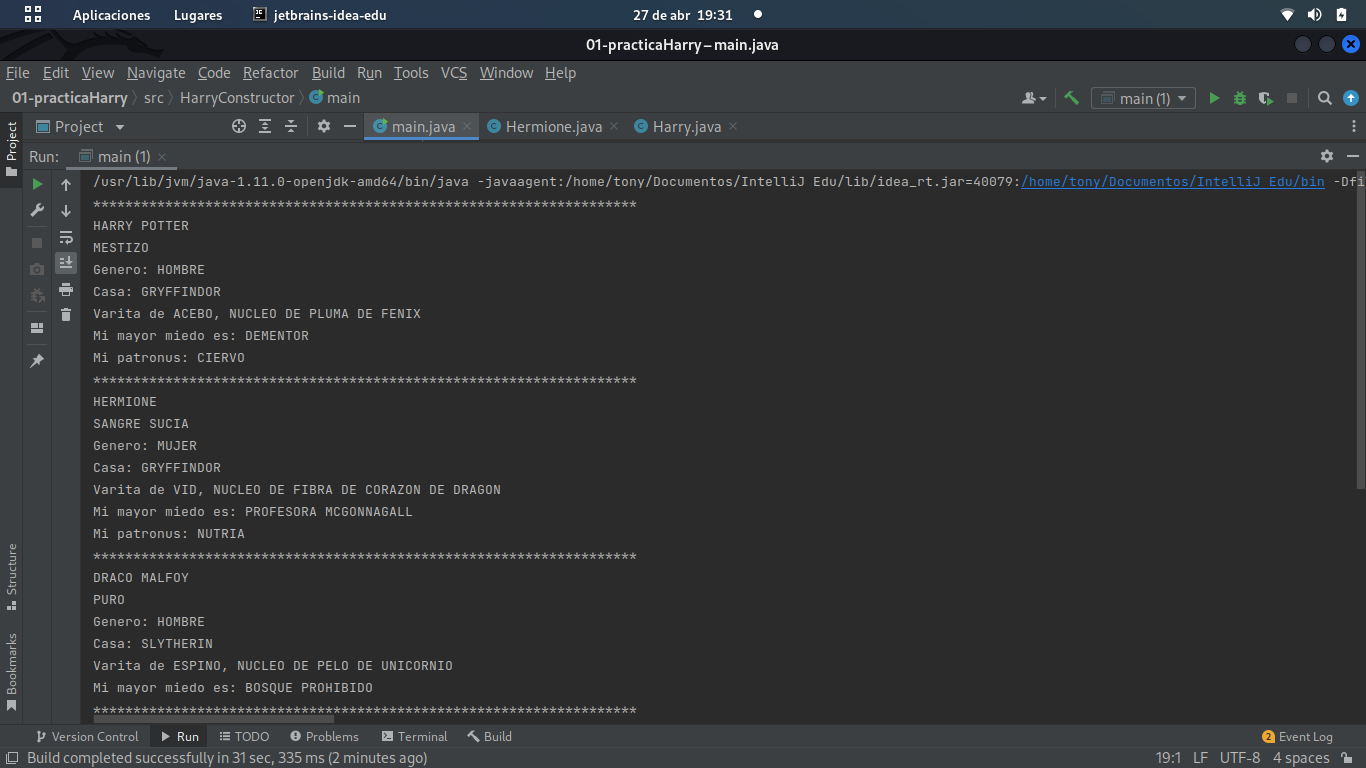 Aplicaciones Lugares jetbrains-idea-edu 27 de abr 19:31
01-practicaHarry – main.java
File Edit View Navigate Code Refactor Build Run Tools VCS Window Help
01-practicaHarry src HarryConstructor main main (1)
Project Project main.java Hermione.java Harry.java
Run: main (1)
/usr/lib/jvm/java-1.11.0-openjdk-amd64/bin/java -javaagent:/home/tony/Documentos/IntelliJ Edu/lib/idea_rt.jar=40079:/home/tony/Documentos/IntelliJ Edu/bin -Dfi
********************************************************************
HARRY POTTER
MESTIZO
Genero: HOMBRE
Casa: GRYFFINDOR
Varita de ACEBO, NUCLEO DE PLUMA DE FENIX
Mi mayor miedo es: DEMENTOR
Mi patronus: CIERVO
********************************************************************
HERMIONE
SANGRE SUCIA
Genero: MUJER
Casa: GRYFFINDOR
Varita de VID, NUCLEO DE FIBRA DE CORAZON DE DRAGON
Mi mayor miedo es: PROFESORA MCGONNAGALL
Mi patronus: NUTRIA
********************************************************************
DRACO MALFOY
PURO
Genero: HOMBRE
Casa: SLYTHERIN
Varita de ESPINO, NUCLEO DE PELO DE UNICORNIO
Mi mayor miedo es: BOSQUE PROHIBIDO
********************************************************************
Structure
Bookmarks
Version Control Run TODO Problems Terminal Build 2 Event Log
Build completed successfully in 31 sec, 335 ms (2 minutes ago) 19:1 LF UTF-8 4 spaces